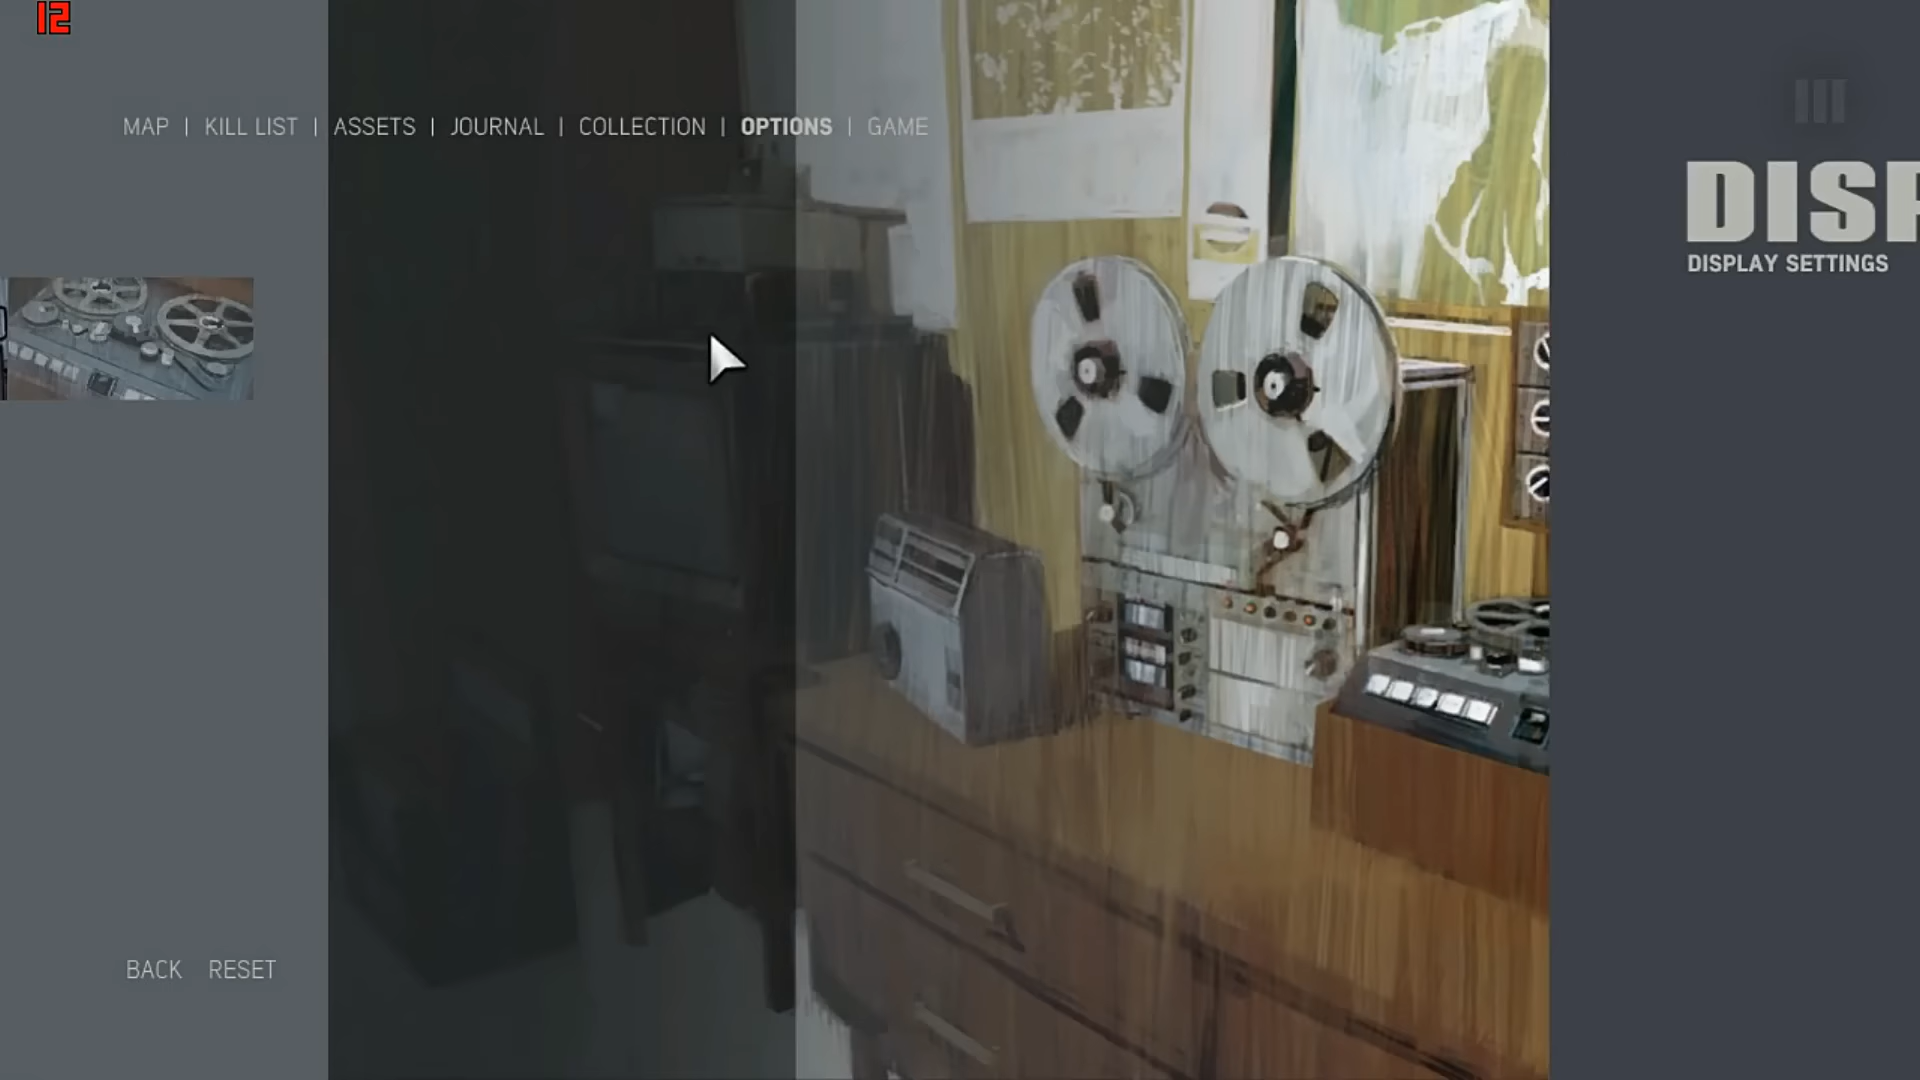 12
MAP | KILL LIST | ASSETS | JOURNAL | COLLECTION | OPTIONS | GAME
DISP
DISPLAY SETTINGS
BACK RESET